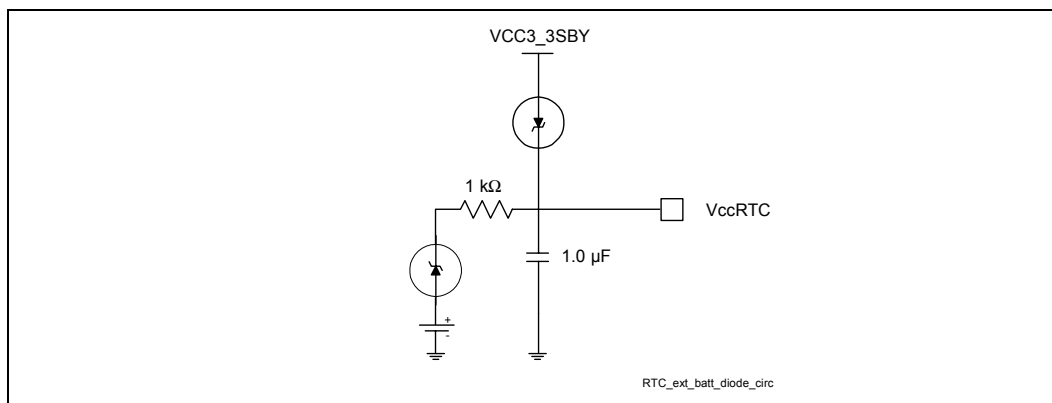 VCC3_3SBY
1 kΩ
VccRTC
1.0 µF
+
-
RTC_ext_batt_diode_circ